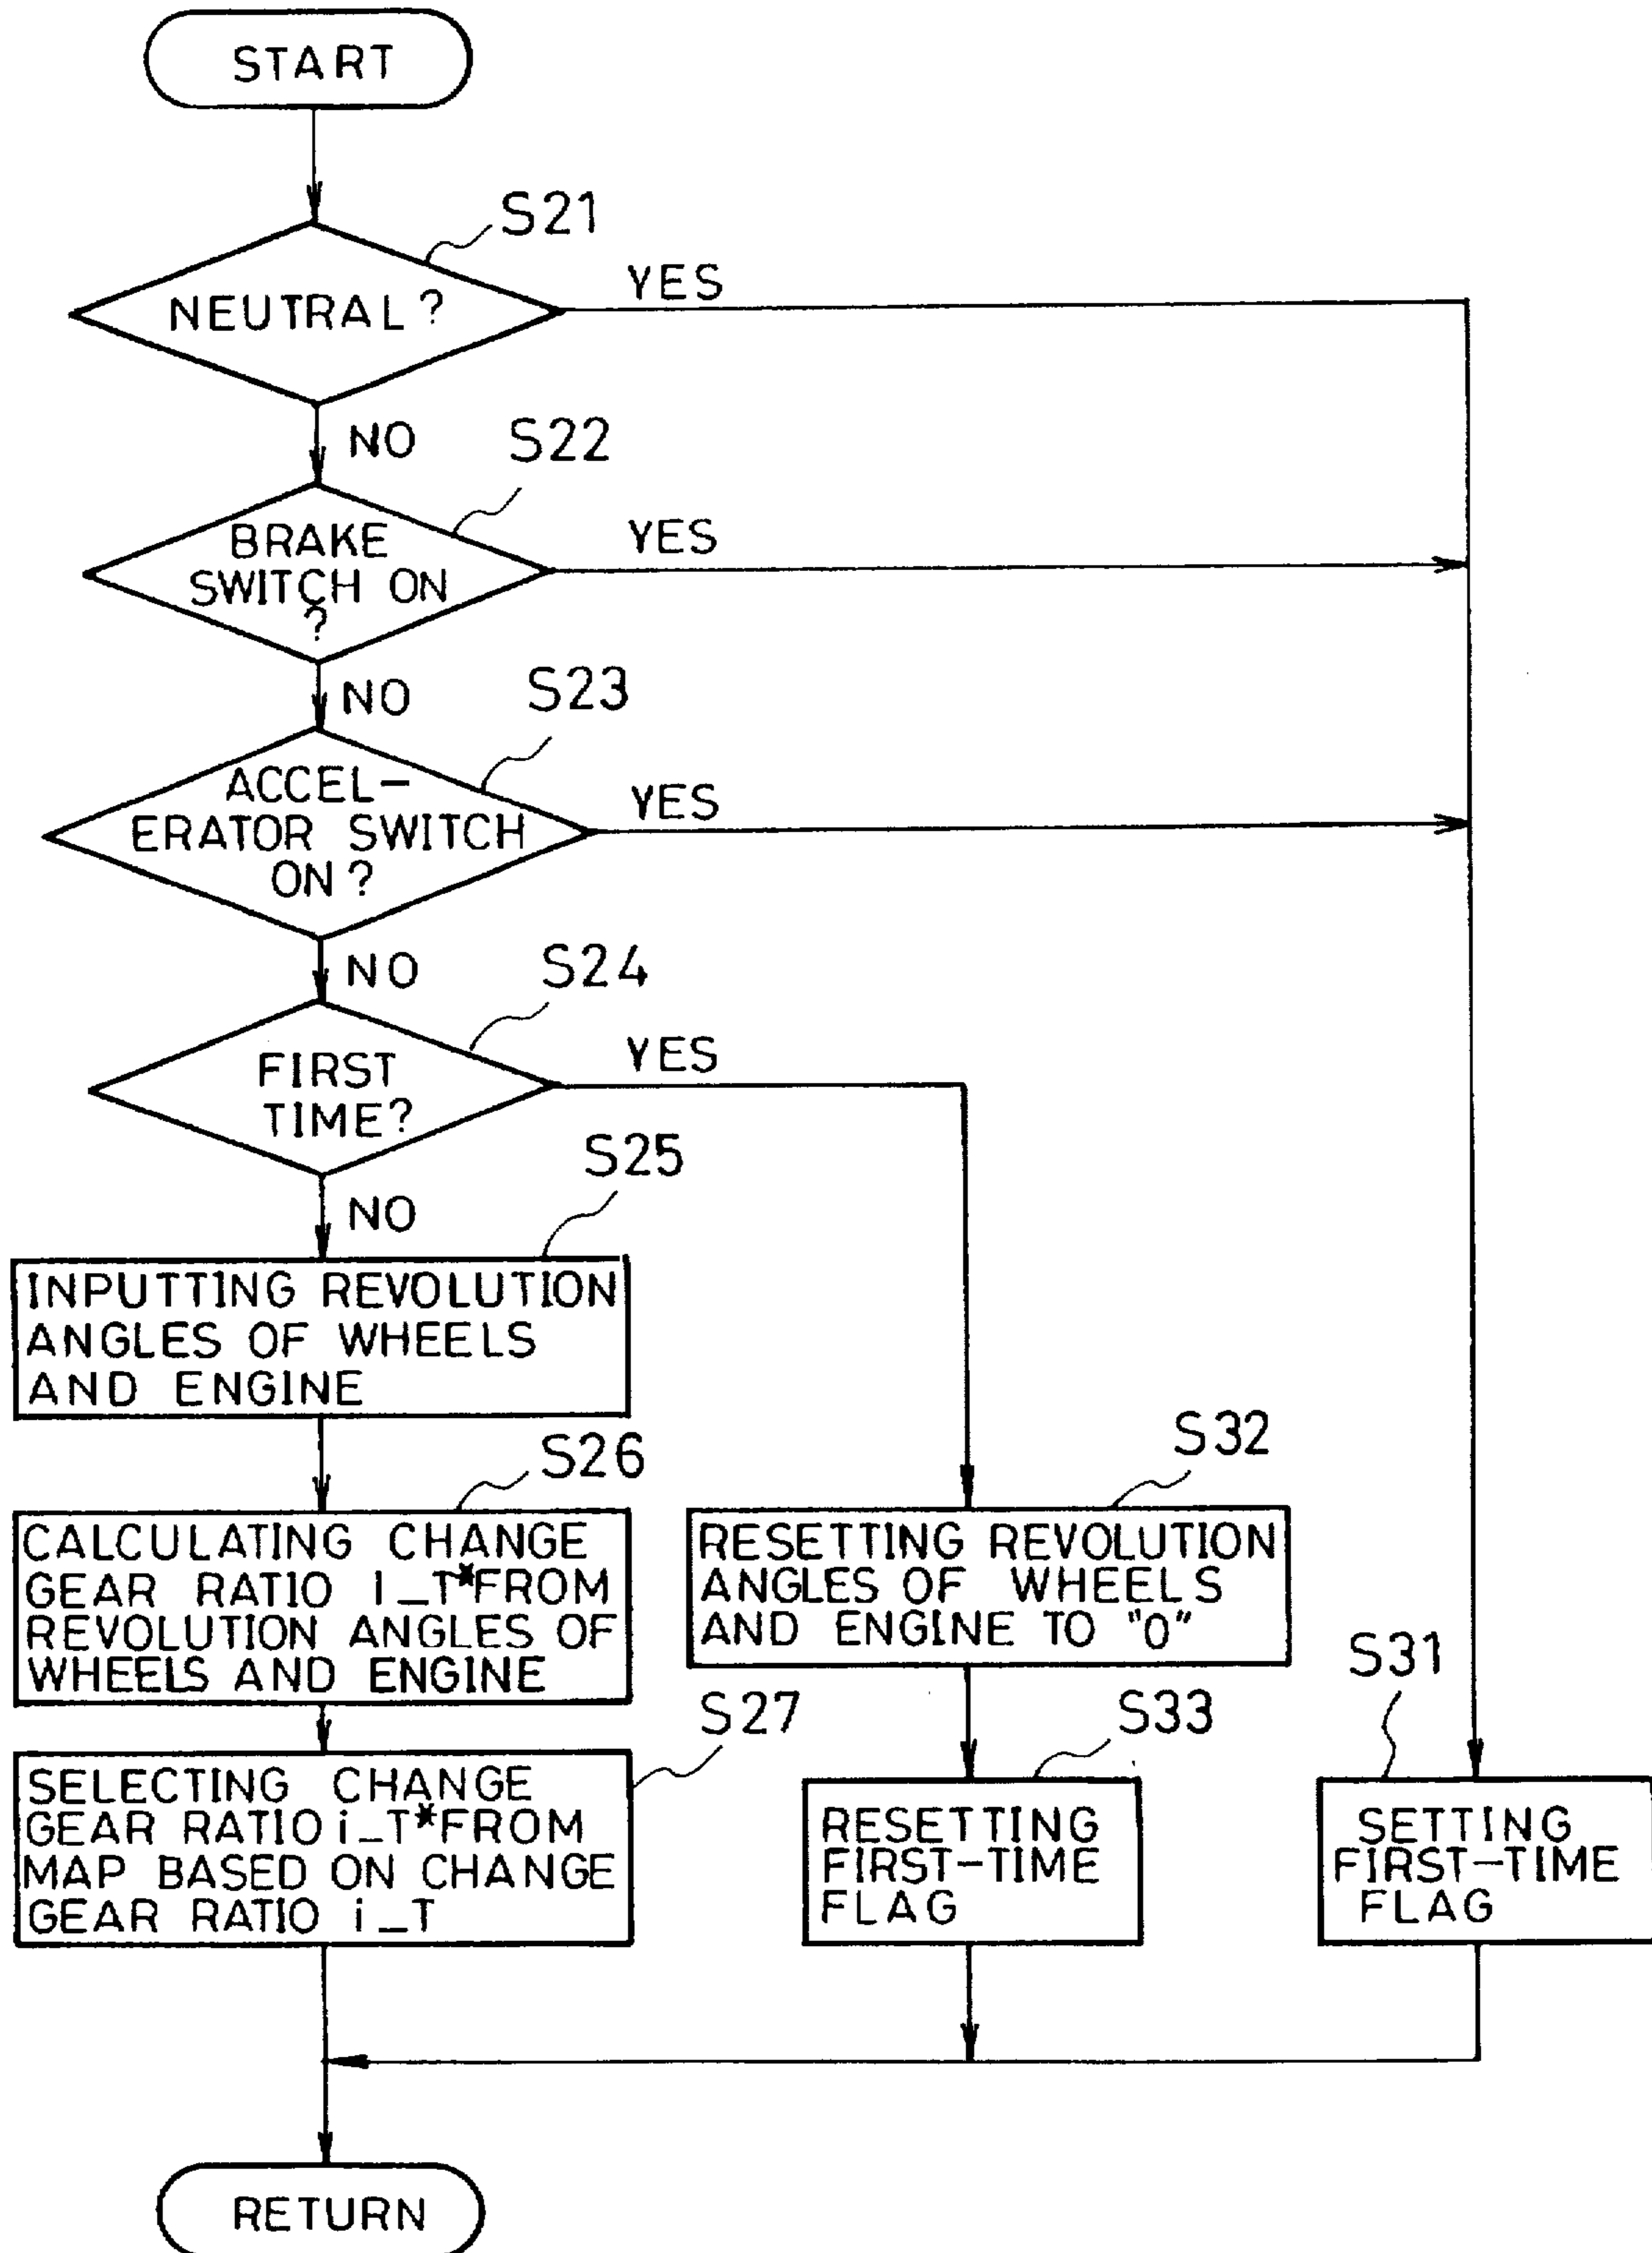 START
S21
NEUTRAL?
YES
NO
S22
BRAKE
SWITCH ON
?
YES
NO
S23
ACCEL-
ERATOR SWITCH
ON?
YES
NO
S24
FIRST
TIME?
YES
NO
S25
INPUTTING REVOLUTION
ANGLES OF WHEELS
AND ENGINE
S26
CALCULATING CHANGE
GEAR RATIO I_T*FROM
REVOLUTION ANGLES OF
WHEELS AND ENGINE
S27
SELECTING CHANGE
GEAR RATIO i_T*FROM
MAP BASED ON CHANGE
GEAR RATIO i_T
S32
RESETTING REVOLUTION
ANGLES OF WHEELS
AND ENGINE TO "0"
S33
RESETTING
FIRST-TIME
FLAG
S31
SETTING
FIRST-TIME
FLAG
RETURN